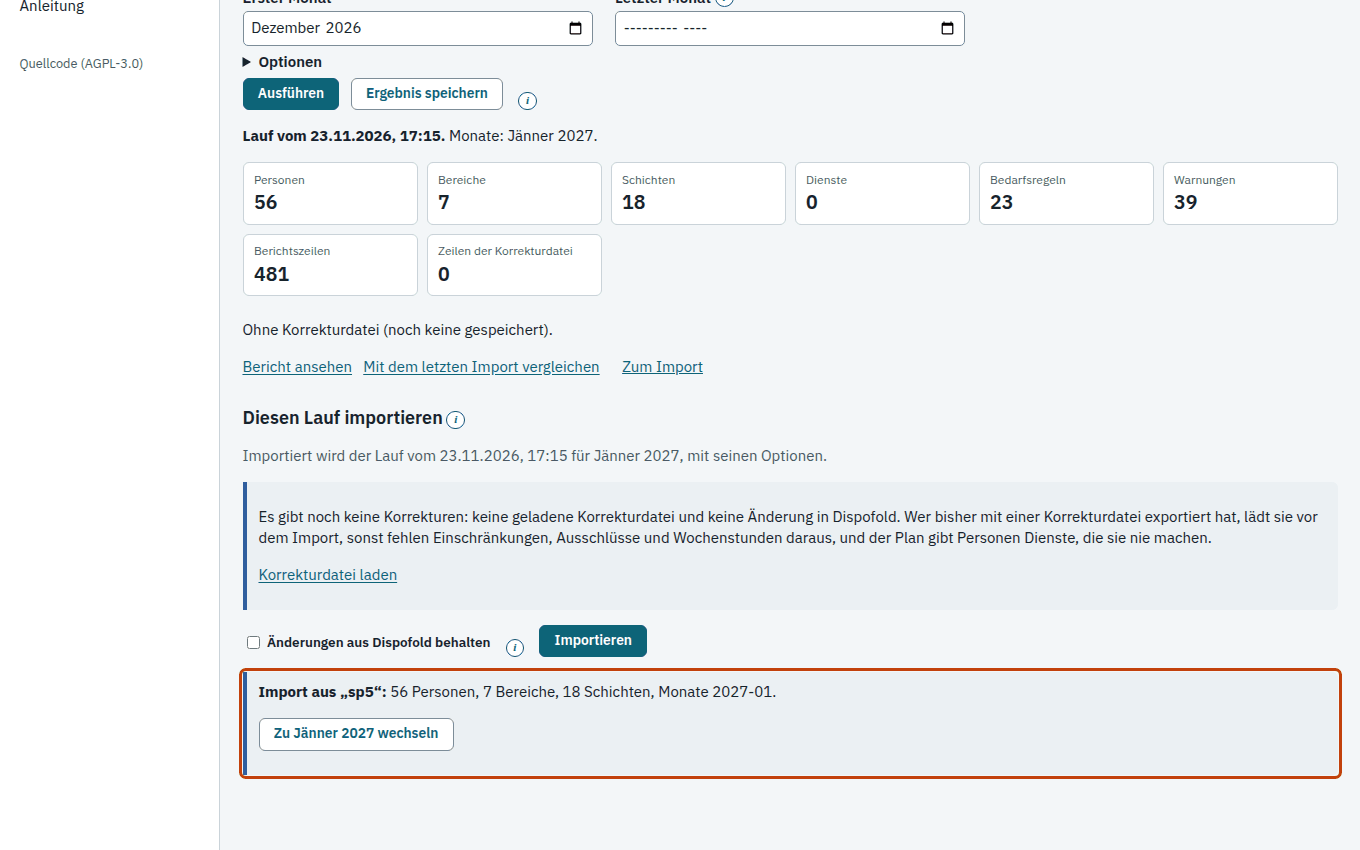 Anleitung
Quellcode (AGPL-3.0)
Erster Monat
Letzter Monat i
Dezember 2026
--------- ----
Optionen
Ausführen
Ergebnis speichern
i
Lauf vom 23.11.2026, 17:15. Monate: Jänner 2027.
Personen
56
Bereiche
7
Schichten
18
Dienste
0
Bedarfsregeln
23
Warnungen
39
Berichtszeilen
481
Zeilen der Korrekturdatei
0
Ohne Korrekturdatei (noch keine gespeichert).
Bericht ansehen Mit dem letzten Import vergleichen Zum Import
Diesen Lauf importieren i
Importiert wird der Lauf vom 23.11.2026, 17:15 für Jänner 2027, mit seinen Optionen.
Es gibt noch keine Korrekturen: keine geladene Korrekturdatei und keine Änderung in Dispofold. Wer bisher mit einer Korrekturdatei exportiert hat, lädt sie vor
dem Import, sonst fehlen Einschränkungen, Ausschlüsse und Wochenstunden daraus, und der Plan gibt Personen Dienste, die sie nie machen.
Korrekturdatei laden
Änderungen aus Dispofold behalten i Importieren
Import aus „sp5“: 56 Personen, 7 Bereiche, 18 Schichten, Monate 2027-01.
Zu Jänner 2027 wechseln